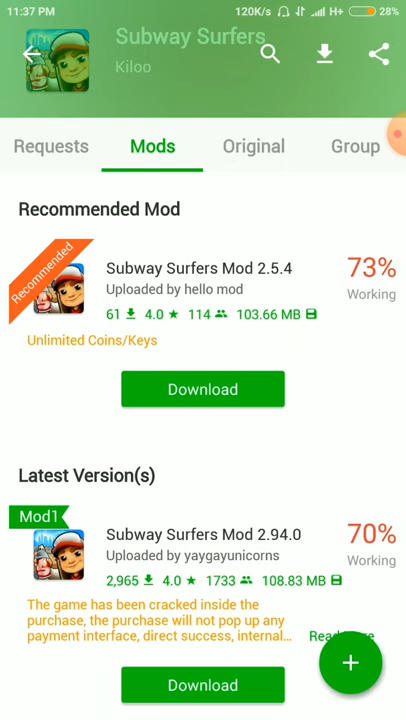 11:37 PM
120K/s H+ 28%
Subway Surfers
Kiloo
Requests Mods Original Group
Recommended Mod
Recommended
Subway Surfers Mod 2.5.4
73%
Uploaded by hello mod
Working
61 4.0 ★ 114 103.66 MB
Unlimited Coins/Keys
Download
Latest Version(s)
Mod1
Subway Surfers Mod 2.94.0
70%
Uploaded by yaygayunicorns
Working
2,965 4.0 ★ 1733 108.83 MB
The game has been cracked inside the
purchase, the purchase will not pop up any
payment interface, direct success, internal...
Read more
+
Download